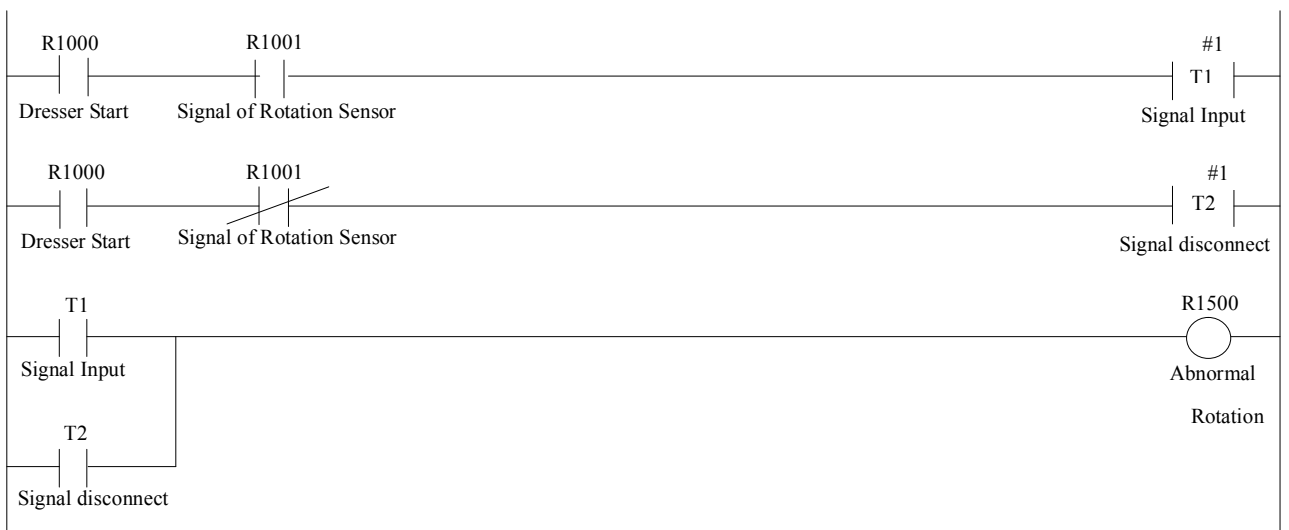 R1000 R1001 #1
T1
Dresser Start Signal of Rotation Sensor Signal Input
R1000 R1001 #1
T2
Dresser Start Signal of Rotation Sensor Signal disconnect
T1 R1500
Signal Input Abnormal
Rotation
T2
Signal disconnect